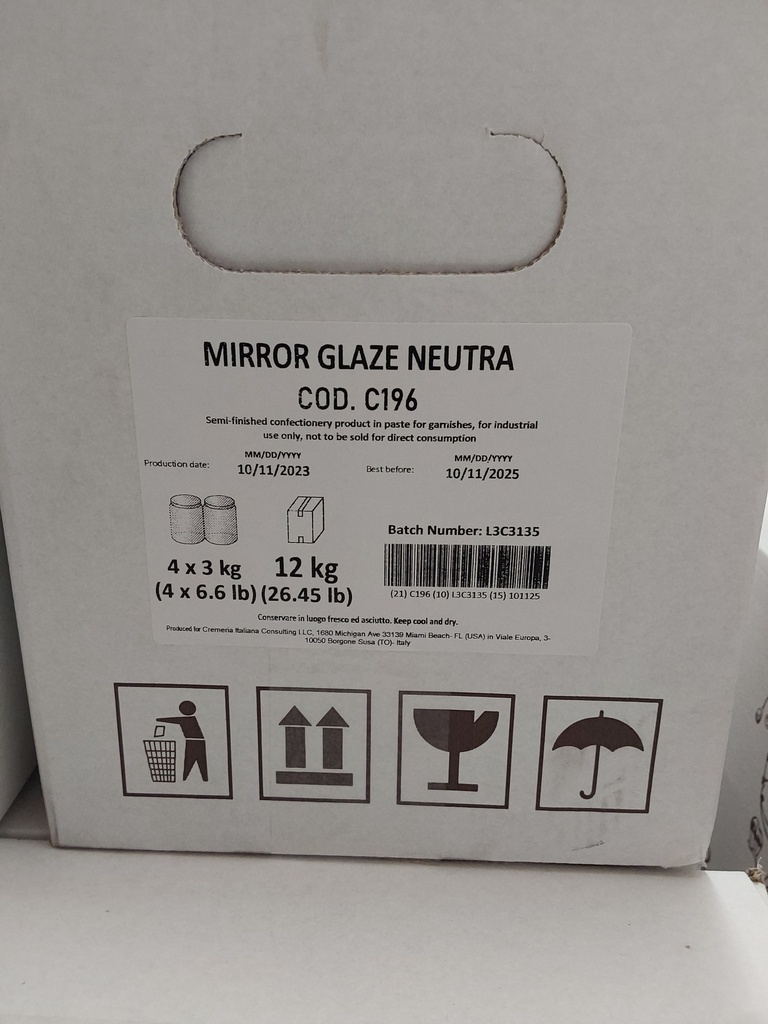 MIRROR GLAZE NEUTRA
COD. C196
Semi-finished confectionery product in paste for garnishes, for industrial
use only, not to be sold for direct consumption
Production date:
MM/DD/YYYY
10/11/2023
Best before:
MM/DD/YYYY
10/11/2025
4 x 3 kg
(4 x 6.6 lb)
12 kg
(26.45 lb)
Batch Number: L3C3135
(21) C196 (10) L3C3135 (15) 101125
Conservare in luogo fresco ed asciutto. Keep cool and dry.
Produced for Cremeria Italiana Consulting LLC, 1680 Michigan Ave 33139 Miami Beach- FL (USA) in Viale Europa, 3-
10050 Borgone Susa (TO)- Italy